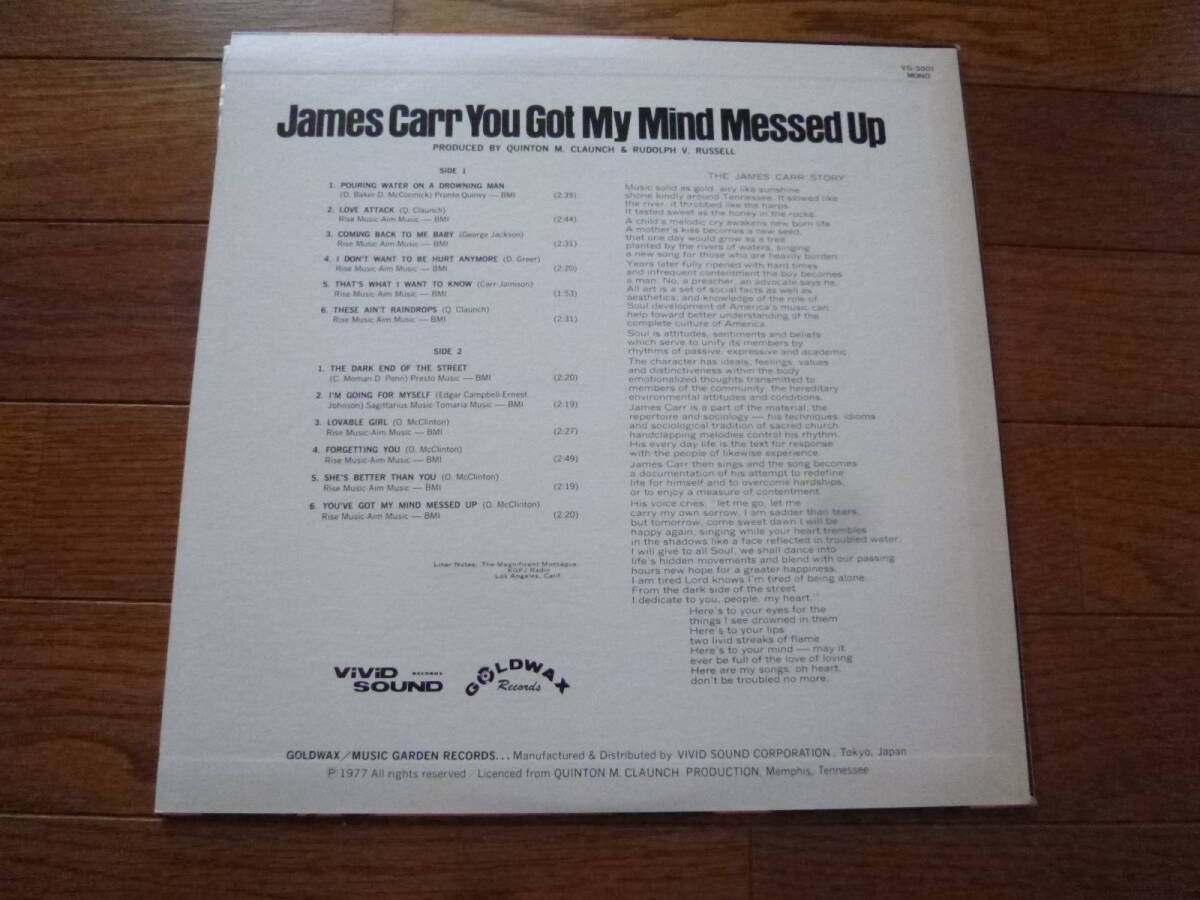 VG-3001
MONO
James Carr You Got My Mind Messed Up
PRODUCED BY QUINTON M. CLAUNCH & RUDOLPH V. RUSSELL
SIDE 1
1. POURING WATER ON A DROWNING MAN
(D. Baker-D. McCormick) Pronto Quinvy — BMI (2:35)
2. LOVE ATTACK (Q. Claunch)
Rise Music-Aim Music — BMI (2:44)
3. COMING BACK TO ME BABY (George Jackson)
Rise Music-Aim Music — BMI (2:31)
4. I DON'T WANT TO BE HURT ANYMORE (D. Greer)
Rise Music-Aim Music — BMI (2:20)
5. THAT'S WHAT I WANT TO KNOW (Carr-Jamison)
Rise Music-Aim Music — BMI (1:53)
6. THESE AIN'T RAINDROPS (Q. Claunch)
Rise Music-Aim Music — BMI (2:31)
SIDE 2
1. THE DARK END OF THE STREET
(C. Moman-D. Penn) Presto Music — BMI (2:20)
2. I'M GOING FOR MYSELF (Edgar Campbell-Ernest
Johnson) Sagittarius Music-Tomaria Music — BMI (2:19)
3. LOVABLE GIRL (O. McClinton)
Rise Music-Aim Music — BMI (2:27)
4. FORGETTING YOU (O. McClinton)
Rise Music-Aim Music — BMI (2:49)
5. SHE'S BETTER THAN YOU (O. McClinton)
Rise Music-Aim Music — BMI (2:19)
6. YOU'VE GOT MY MIND MESSED UP (O. McClinton)
Rise Music-Aim Music — BMI (2:20)
Liner Notes: The Magnificent Montague
KGFJ Radio
Los Angeles, Calif.
THE JAMES CARR STORY
Music solid as gold, airy like sunshine
shone kindly around Tennessee. It slowed like
the river, it throbbed like the harps.
It tasted sweet as the honey in the rocks.
A child's melodic cry awakens new born life
A mother's kiss becomes a new seed,
that one day would grow as a tree
planted by the rivers of waters, singing
a new song for those who are heavily burden.
Years later fully ripened with hard times
and infrequent contentment the boy becomes
a man. No, a preacher, an advocate says he.
All art is a set of social facts as well as
aesthetics, and knowledge of the role of
Soul development of America's music can
help toward better understanding of the
complete culture of America.
Soul is attitudes, sentiments and beliefs
which serve to unify its members by
rhythms of passive, expressive and academic.
The character has ideals, feelings, values
and distinctiveness within the body
emotionalized thoughts transmitted to
members of the community, the hereditary
environmental attitudes and conditions.
James Carr is a part of the material; the
repertoire and sociology — his techniques, idioms
and sociological tradition of sacred church
handclapping melodies control his rhythm.
His every day life is the text for response
with the people of likewise experience.
James Carr then sings and the song becomes
a documentation of his attempt to redefine
life for himself and to overcome hardships,
or to enjoy a measure of contentment.
His voice cries, "let me go, let me
carry my own sorrow, I am sadder than tears,
but tomorrow, come sweet dawn I will be
happy again, singing while your heart trembles
in the shadows like a face reflected in troubled water.
I will give to all Soul, we shall dance into
life's hidden movements and blend with our passing
hours new hope for a greater happiness.
I am tired Lord knows I'm tired of being alone.
From the dark side of the street
I dedicate to you, people, my heart."
Here's to your eyes for the
things I see drowned in them
Here's to your lips
two livid streaks of flame
Here's to your mind — may it
ever be full of the love of loving
Here are my songs, oh heart,
don't be troubled no more.
ViViD RECORDS
SOUND
GOLDWAX
Records
GOLDWAX/MUSIC GARDEN RECORDS... Manufactured & Distributed by VIVID SOUND CORPORATION. Tokyo, Japan
℗ 1977 All rights reserved. Licenced from QUINTON M. CLAUNCH PRODUCTION, Memphis, Tennessee